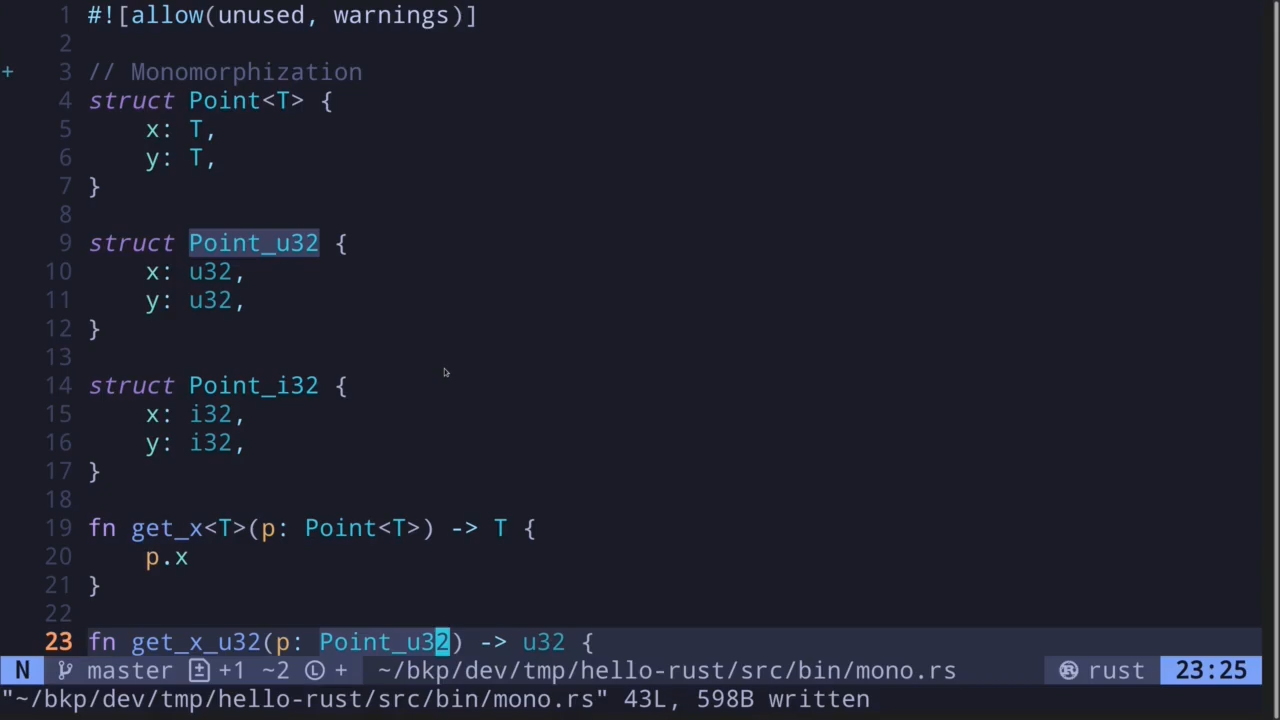 1 #![allow(unused, warnings)]
2
+ 3 // Monomorphization
4 struct Point<T> {
5 x: T,
6 y: T,
7 }
8
9 struct Point_u32 {
10 x: u32,
11 y: u32,
12 }
13
14 struct Point_i32 {
15 x: i32,
16 y: i32,
17 }
18
19 fn get_x<T>(p: Point<T>) -> T {
20 p.x
21 }
22
23 fn get_x_u32(p: Point_u32) -> u32 {
N master +1 ~2 L + ~/bkp/dev/tmp/hello-rust/src/bin/mono.rs rust 23:25
"~/bkp/dev/tmp/hello-rust/src/bin/mono.rs" 43L, 598B written